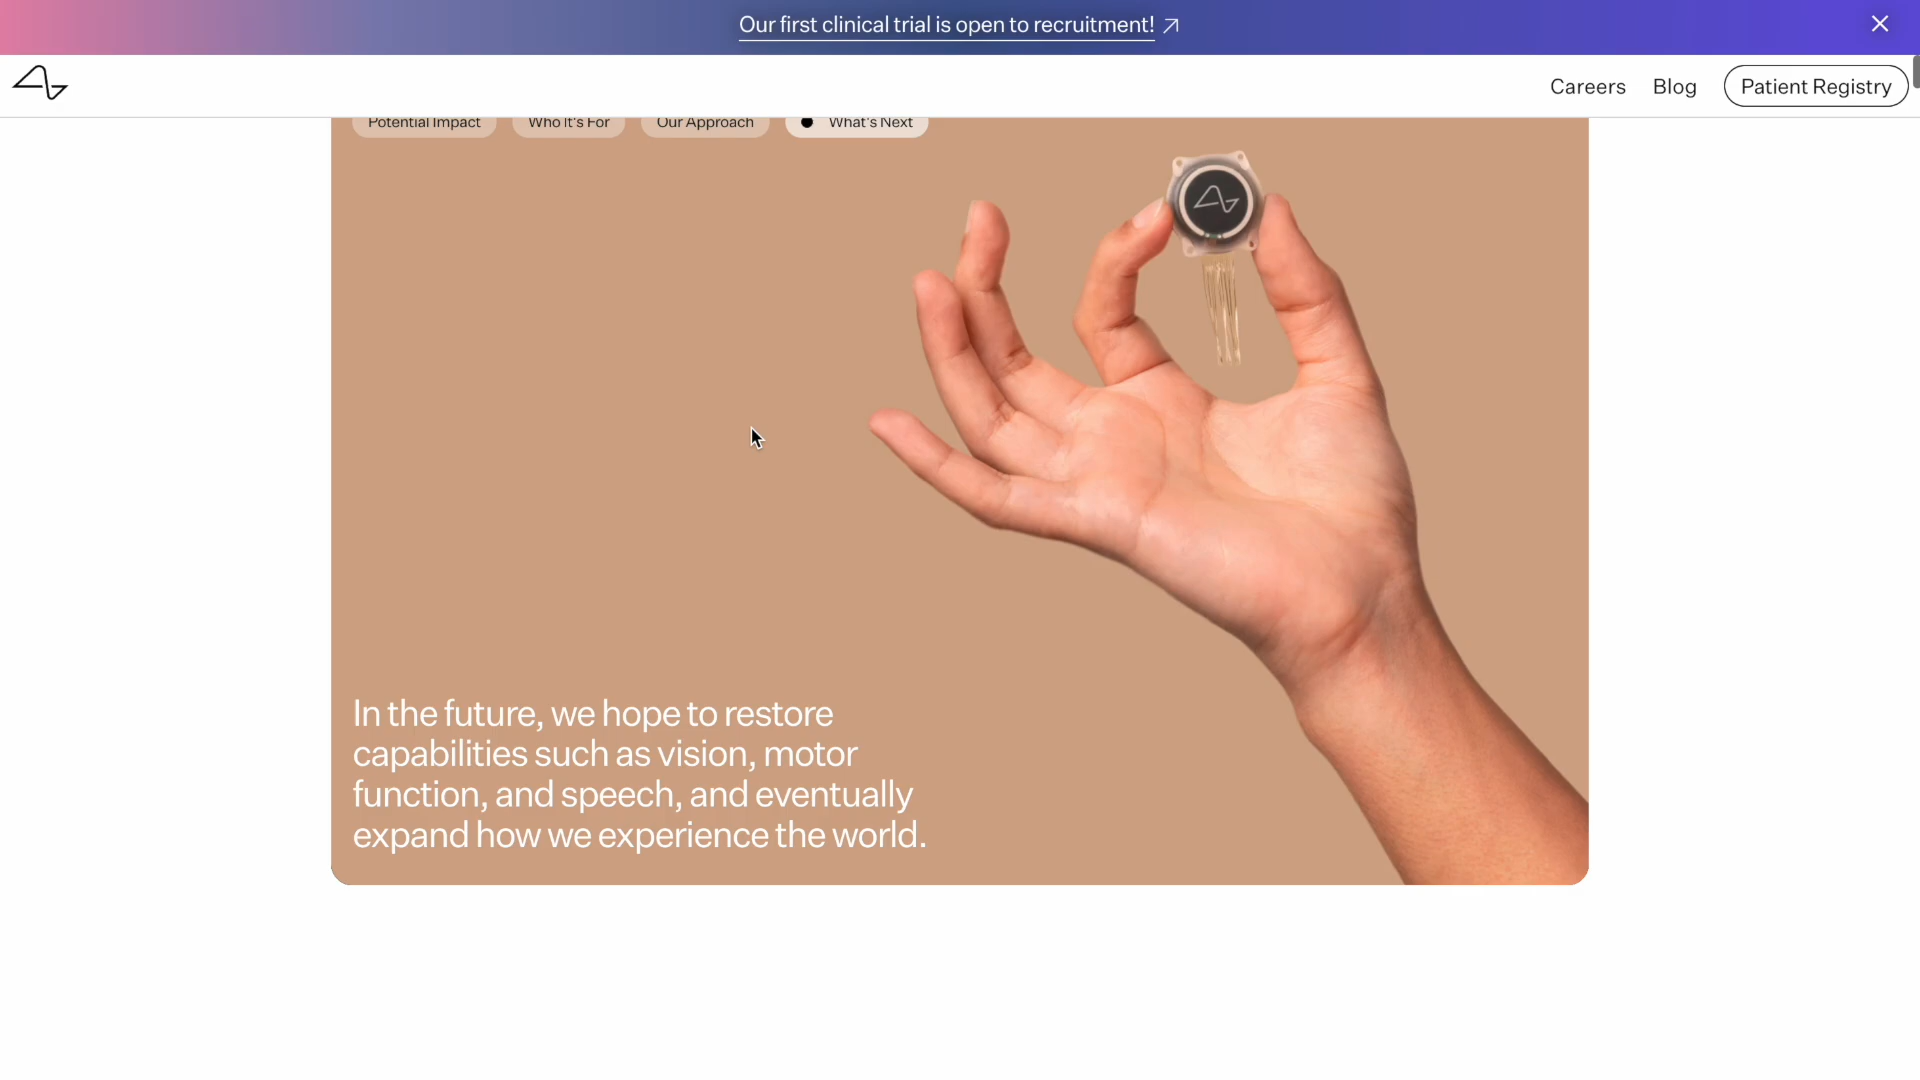 Our first clinical trial is open to recruitment!
Careers Blog Patient Registry
Potential Impact Who It's For Our Approach What's Next
In the future, we hope to restore
capabilities such as vision, motor
function, and speech, and eventually
expand how we experience the world.